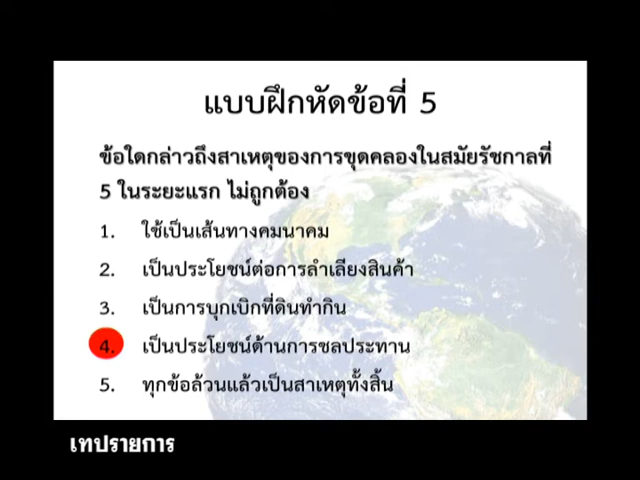 แบบฝึกหัดข้อที่ 5
ข้อใดกล่าวถึงสาเหตุของการขุดคลองในสมัยรัชกาลที่
5 ในระยะแรก ไม่ถูกต้อง
1. ใช้เป็นเส้นทางคมนาคม
2. เป็นประโยชน์ต่อการลำเลียงสินค้า
3. เป็นการบุกเบิกที่ดินทำกิน
4. เป็นประโยชน์ด้านการชลประทาน
5. ทุกข้อล้วนแล้วเป็นสาเหตุทั้งสิ้น
เทปรายการ